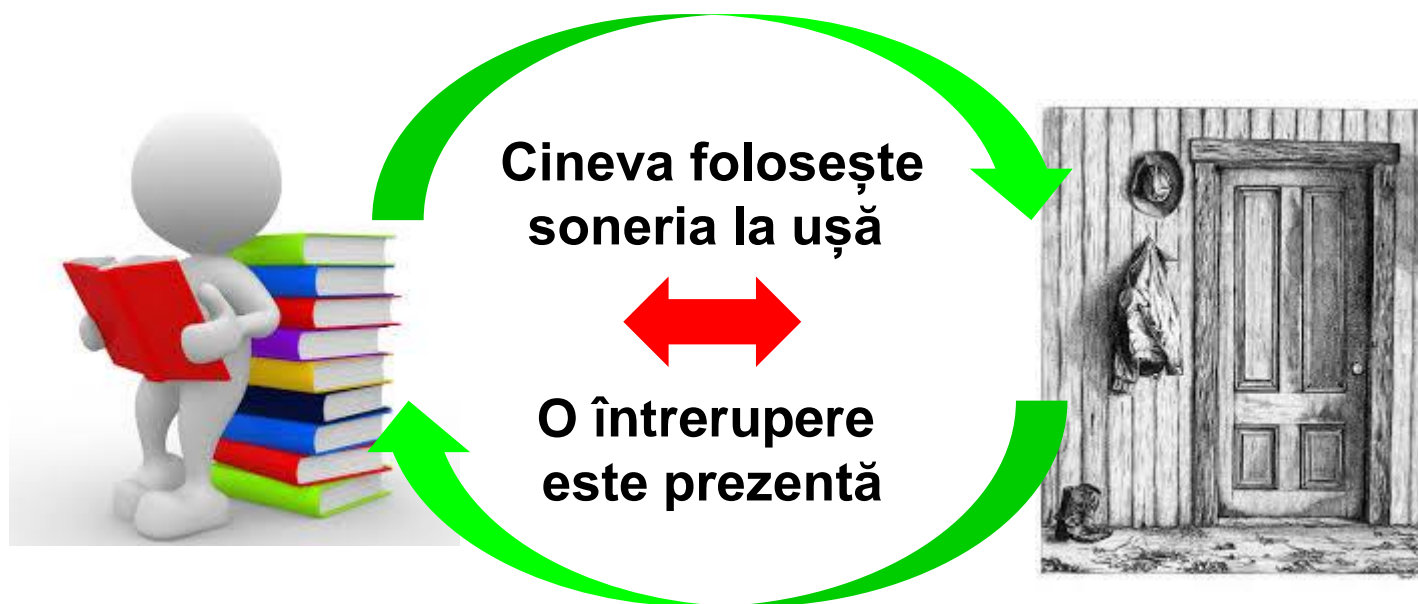 Cineva folosește
soneria la ușă
O întrerupere
este prezentă